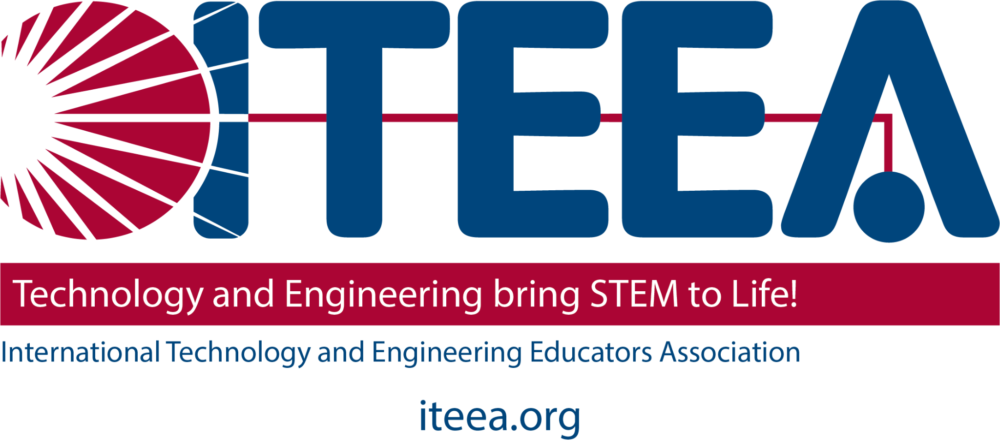 ITEEA
Technology and Engineering bring STEM to Life!
International Technology and Engineering Educators Association
iteea.org